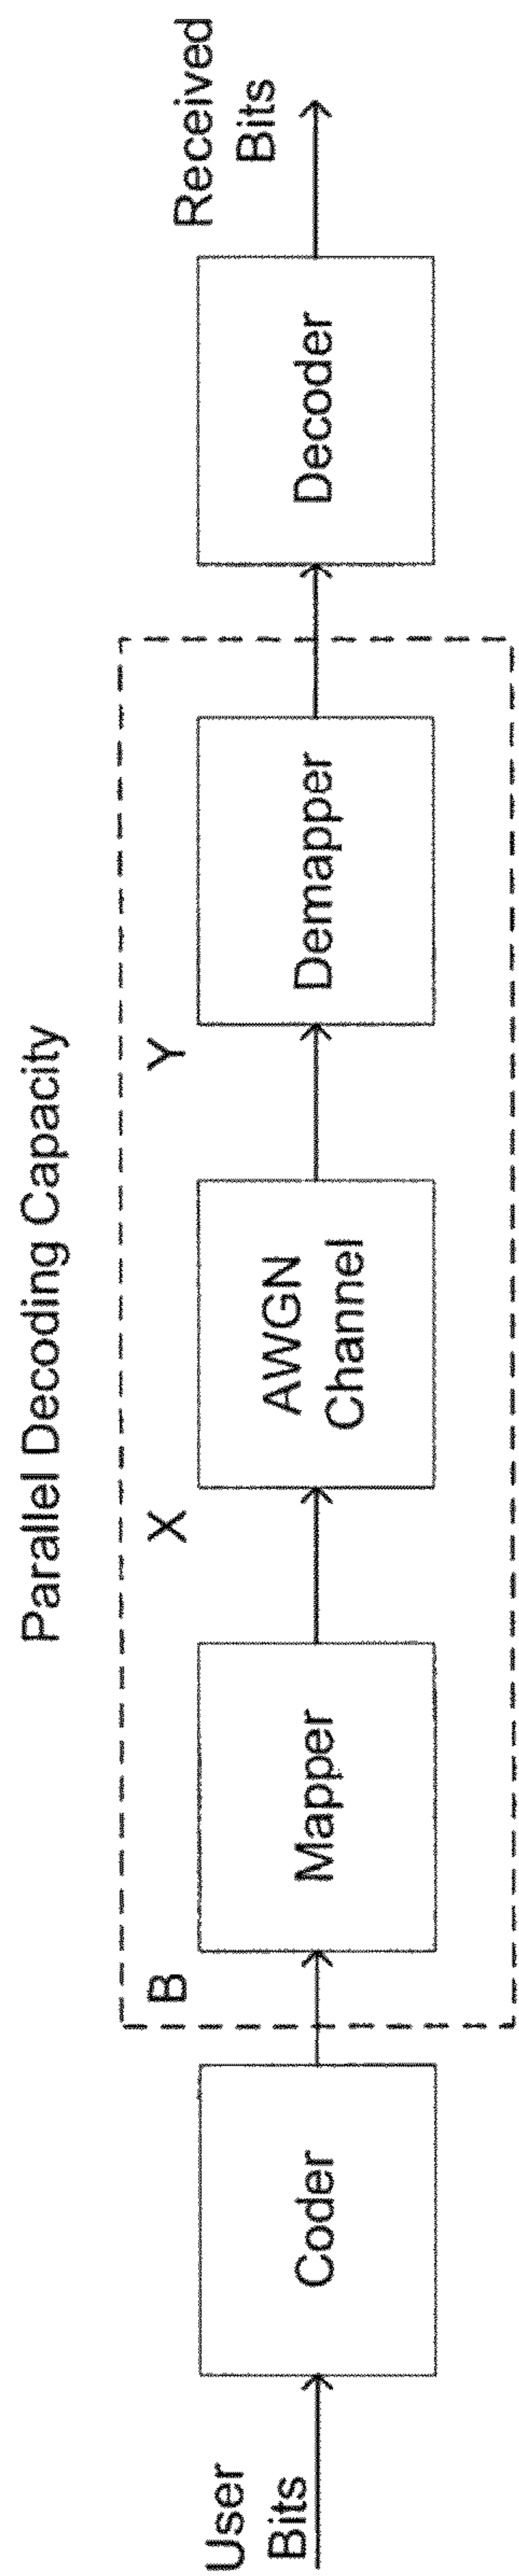 Parallel Decoding Capacity
User
Bits
Coder
B
Mapper
X
AWGN
Channel
Y
Demapper
Decoder
Received
Bits